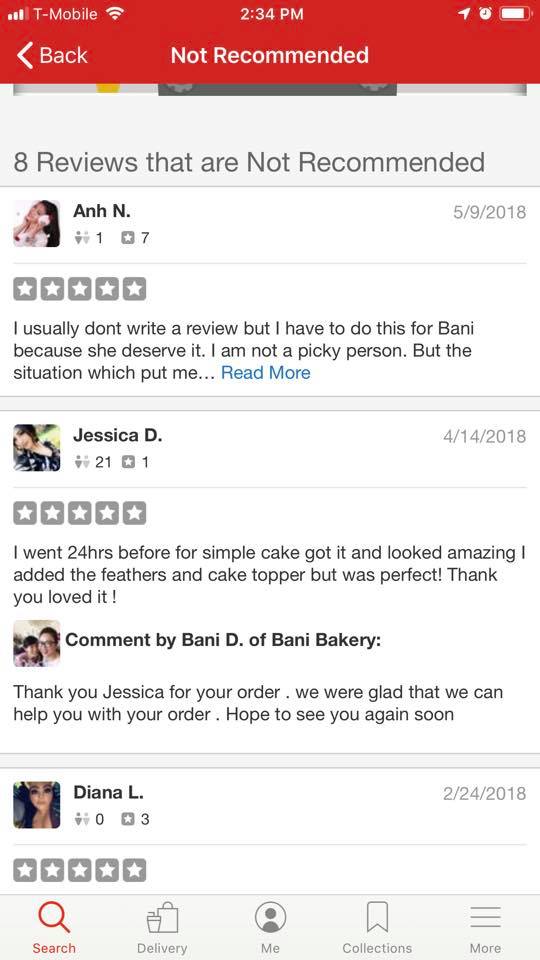 T-Mobile 2:34 PM
Back Not Recommended
8 Reviews that are Not Recommended
Anh N. 5/9/2018
1 7
I usually dont write a review but I have to do this for Bani
because she deserve it. I am not a picky person. But the
situation which put me... Read More
Jessica D. 4/14/2018
21 1
I went 24hrs before for simple cake got it and looked amazing I
added the feathers and cake topper but was perfect! Thank
you loved it !
Comment by Bani D. of Bani Bakery:
Thank you Jessica for your order . we were glad that we can
help you with your order . Hope to see you again soon
Diana L. 2/24/2018
0 3
Search Delivery Me Collections More